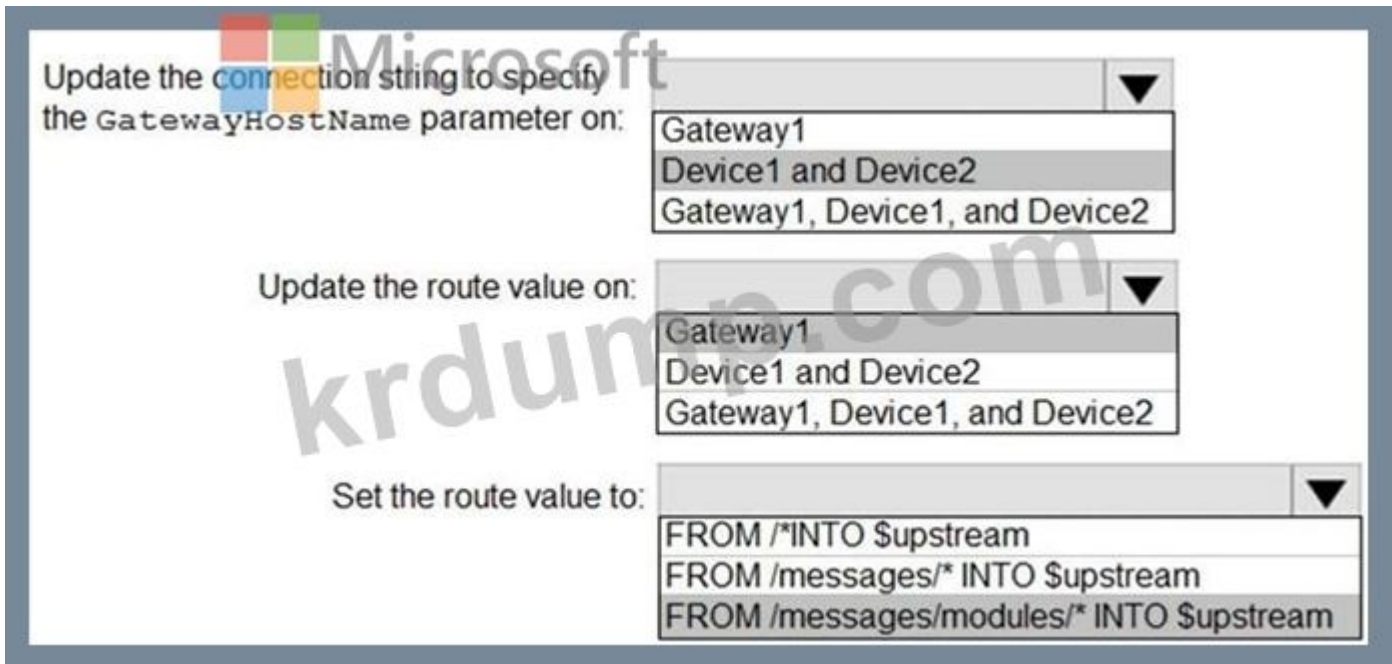 Microsoft
Update the connection string to specify
the GatewayHostName parameter on:
Gateway1
Device1 and Device2
Gateway1, Device1, and Device2
Update the route value on:
Gateway1
Device1 and Device2
Gateway1, Device1, and Device2
krdump.com
Set the route value to:
FROM /*INTO $upstream
FROM /messages/* INTO $upstream
FROM /messages/modules/* INTO $upstream